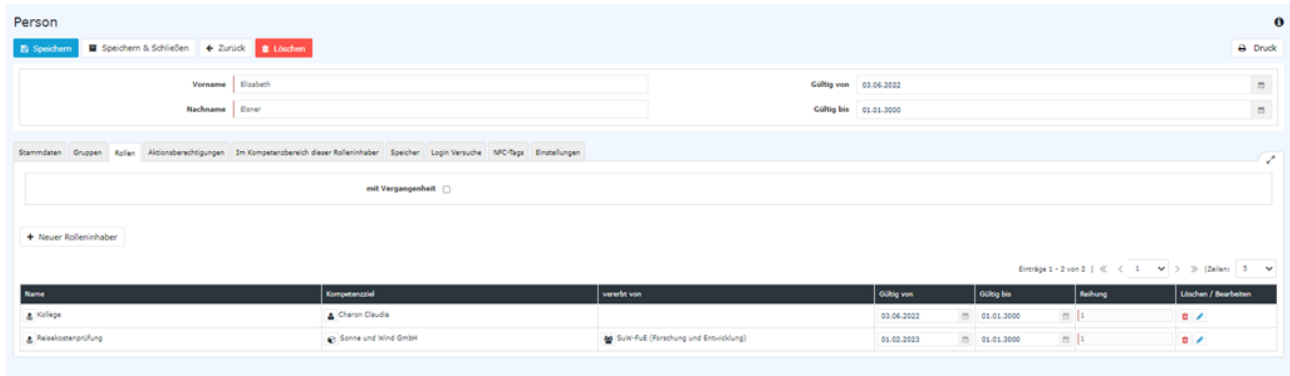 Person
Speichern Speichern & Schließen Zurück Löschen Druck
Vorname Elisabeth Gültig von 03.06.2022
Nachname Elsner Gültig bis 01.01.3000
Stammdaten Gruppen Rollen Aktionsberechtigungen Im Kompetenzbereich dieser Rolleninhaber Speicher Login Versuche NFC-Tags Einstellungen
mit Vergangenheit
+ Neuer Rolleninhaber
Einträge 1 - 2 von 2 | « < 1 > » |Zeilen: 5
Name Kompetenzziel vererbt von Gültig von Gültig bis Reihung Löschen / Bearbeiten
Kollege Charon Claudia 03.06.2022 01.01.3000 1
Reisekostenprüfung Sonne und Wind GmbH SuW-FuE (Forschung und Entwicklung) 01.02.2023 01.01.3000 1